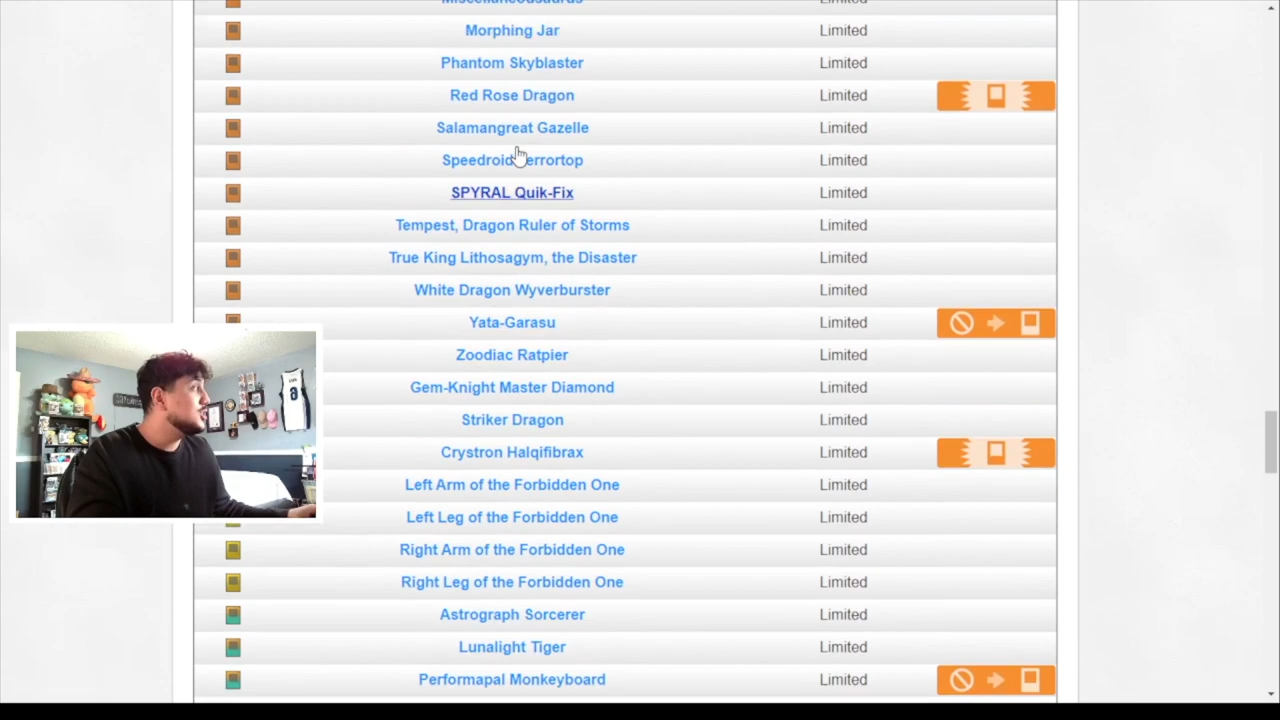 Miscellaneousaurus Limited
Morphing Jar Limited
Phantom Skyblaster Limited
Red Rose Dragon Limited
Salamangreat Gazelle Limited
Speedroid Terrortop Limited
SPYRAL Quik-Fix Limited
Tempest, Dragon Ruler of Storms Limited
True King Lithosagym, the Disaster Limited
White Dragon Wyverburster Limited
Yata-Garasu Limited
Zoodiac Ratpier Limited
Gem-Knight Master Diamond Limited
Striker Dragon Limited
Crystron Halqifibrax Limited
Left Arm of the Forbidden One Limited
Left Leg of the Forbidden One Limited
Right Arm of the Forbidden One Limited
Right Leg of the Forbidden One Limited
Astrograph Sorcerer Limited
Lunalight Tiger Limited
Performapal Monkeyboard Limited